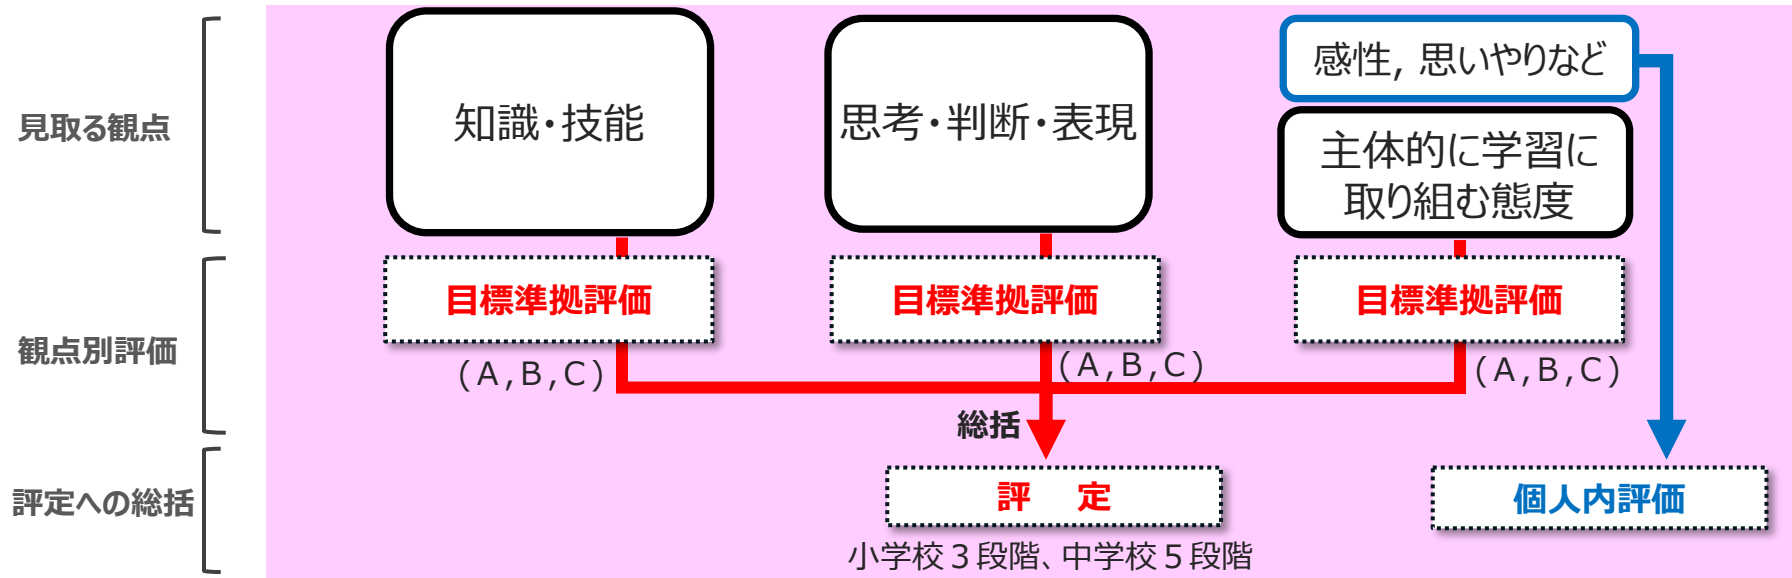 見取る観点
知識・技能
思考・判断・表現
感性, 思いやりなど
主体的に学習に
取り組む態度
観点別評価
目標準拠評価
目標準拠評価
目標準拠評価
(A,B,C)
(A,B,C)
(A,B,C)
総括
評定への総括
評 定
個人内評価
小学校3段階、中学校5段階